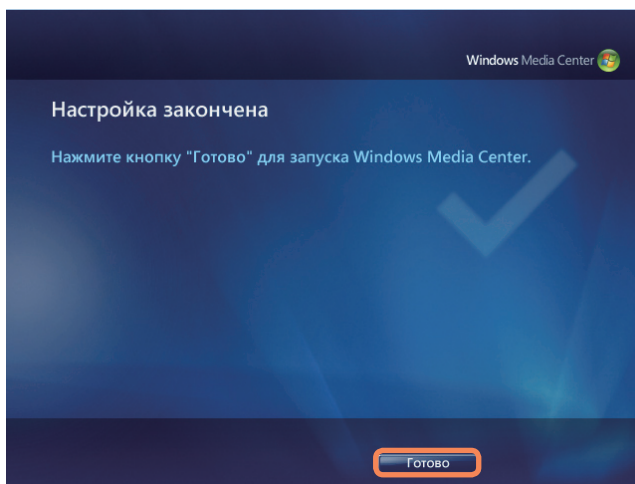 Windows Media Center
Настройка закончена
Нажмите кнопку "Готово" для запуска Windows Media Center.
Готово